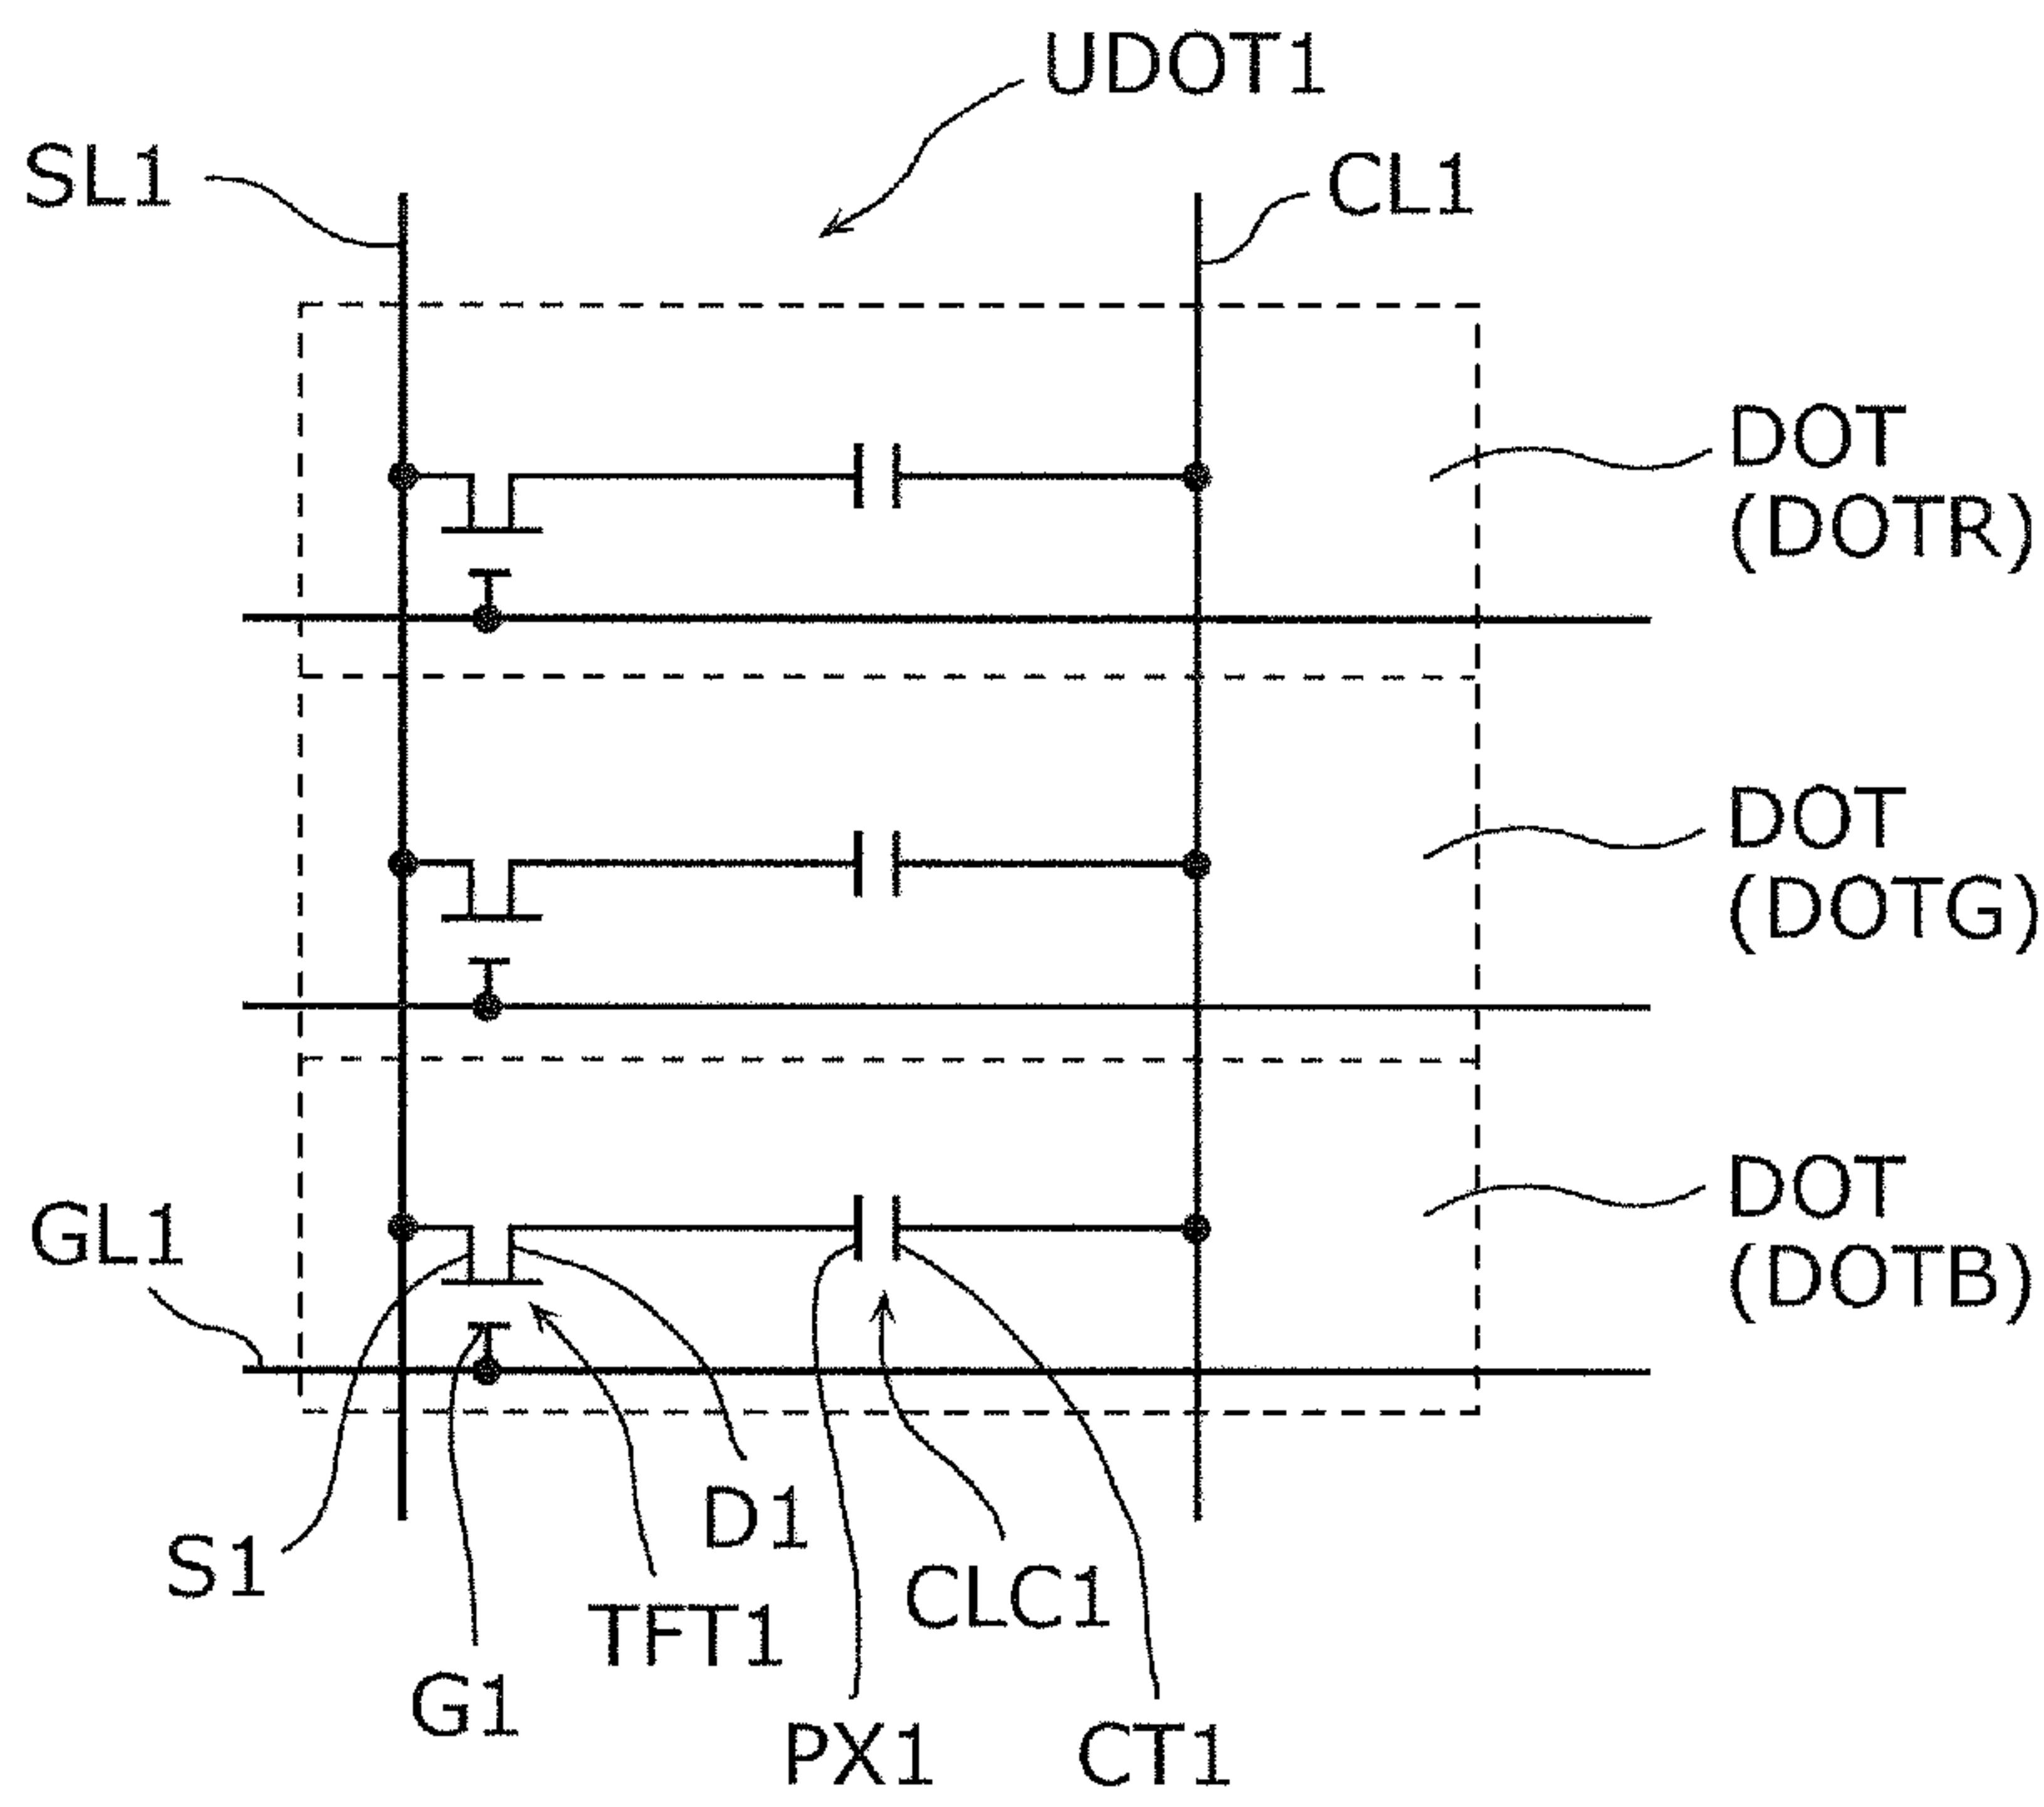 UDOT1
SL1
CL1
DOT
(DOTR)
DOT
(DOTG)
DOT
(DOTB)
GL1
D1
S1
CLC1
TFT1
G1
PX1
CT1